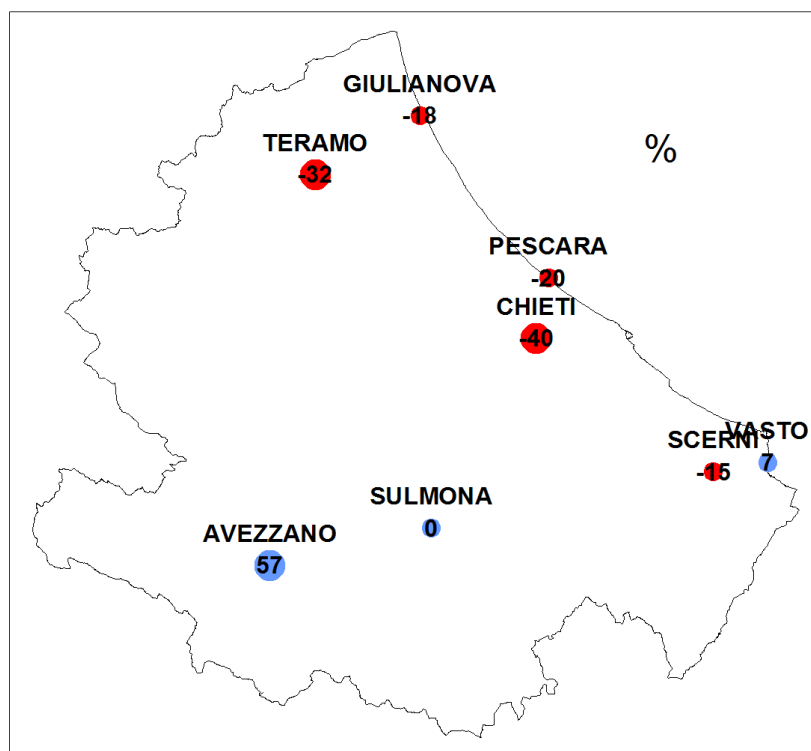 GIULIANOVA
-18
TERAMO
-32
%
PESCARA
-20
CHIETI
-40
VASTO
7
SCERNI
-15
SULMONA
0
AVEZZANO
57